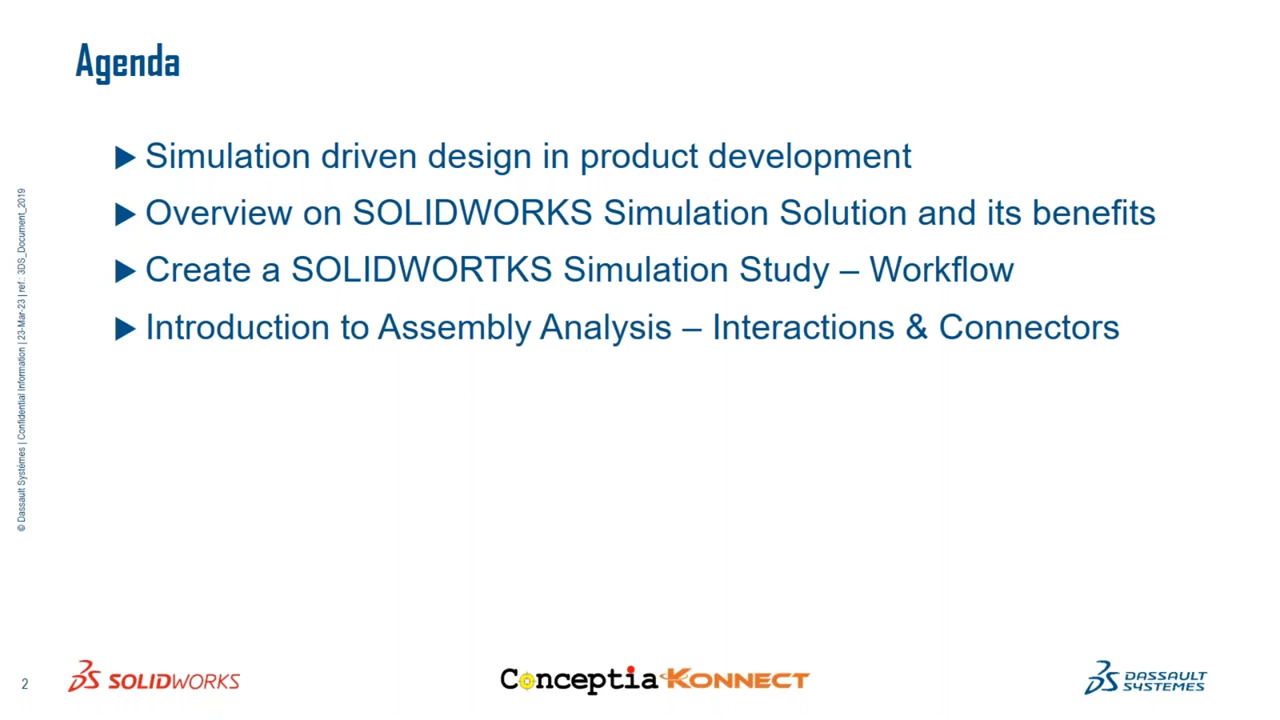 Agenda
Simulation driven design in product development
Overview on SOLIDWORKS Simulation Solution and its benefits
Create a SOLIDWORTKS Simulation Study – Workflow
Introduction to Assembly Analysis – Interactions & Connectors
© Dassault Systèmes | Confidential Information | 23-Mar-23 | ref.: 3DS_Document_2019
2
SOLIDWORKS
Conceptia KONNECT
DASSAULT
SYSTEMES